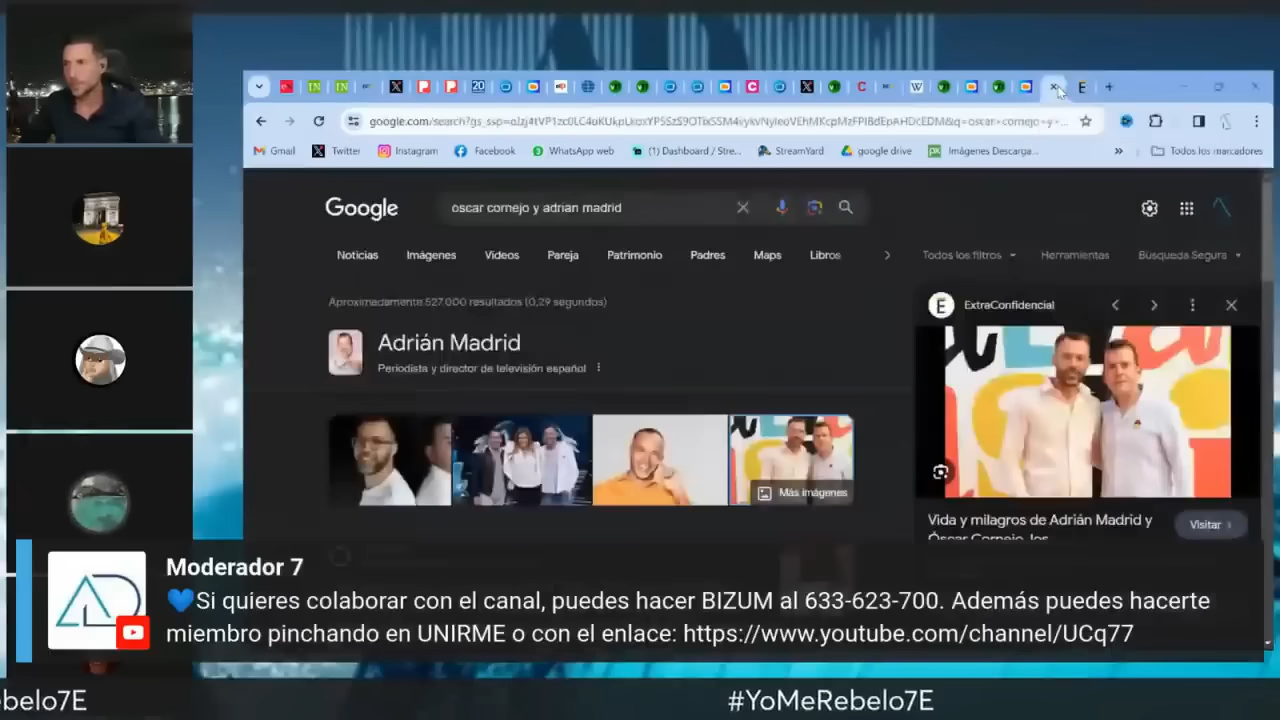 Gmail
Twitter
Instagram
Facebook
WhatsApp web
(1) Dashboard / Stre...
StreamYard
google drive
Imágenes Descarga...
»
Todos los marcadores
Google
oscar cornejo y adrian madrid
Noticias
Imágenes
Videos
Pareja
Patrimonio
Padres
Maps
Libros
Todos los filtros
Herramientas
Búsqueda Segura
Aproximadamente 527.000 resultados (0,29 segundos)
Adrián Madrid
Periodista y director de televisión español
Más imágenes
ExtraConfidencial
Vida y milagros de Adrián Madrid y
Óscar Cornejo, los
Visitar
Moderador 7
💙Si quieres colaborar con el canal, puedes hacer BIZUM al 633-623-700. Además puedes hacerte
miembro pinchando en UNIRME o con el enlace: https://www.youtube.com/channel/UCq77
ebelo7E
#YoMeRebelo7E